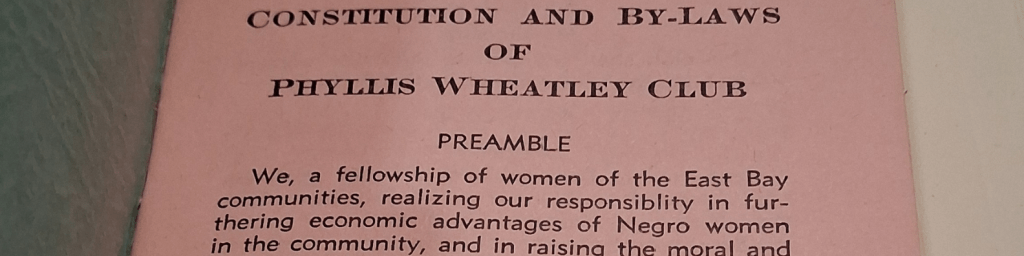 CONSTITUTION AND BY-LAWS
OF
PHYLLIS WHEATLEY CLUB
PREAMBLE
We, a fellowship of women of the East Bay
communities, realizing our responsiblity in fur-
thering economic advantages of Negro women
in the community, and in raising the moral and